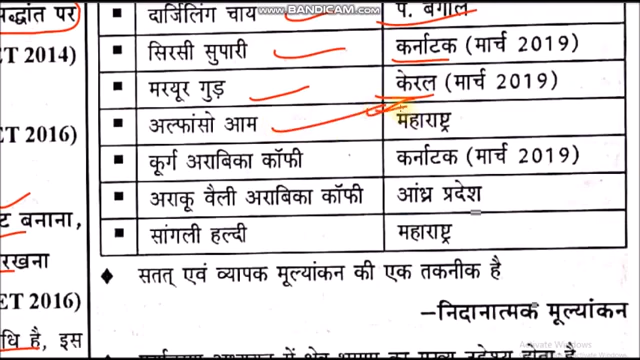 www.BANDICAM.com
द्धांत पर
ET 2014)
ET 2016)
ट बनाना,
रखना
ET 2016)
धि है, इस
■ दार्जिलिंग चाय प. बंगाल
■ सिरसी सुपारी कर्नाटक (मार्च 2019)
■ मरयूर गुड़ केरल (मार्च 2019)
■ अल्फांसो आम महाराष्ट्र
■ कूर्ग अराबिका कॉफी कर्नाटक (मार्च 2019)
■ अराकू वैली अराबिका कॉफी आंध्र प्रदेश
■ सांगली हल्दी महाराष्ट्र
♦ सतत् एवं व्यापक मूल्यांकन की एक तकनीक है
–निदानात्मक मूल्यांकन
Activate Windows